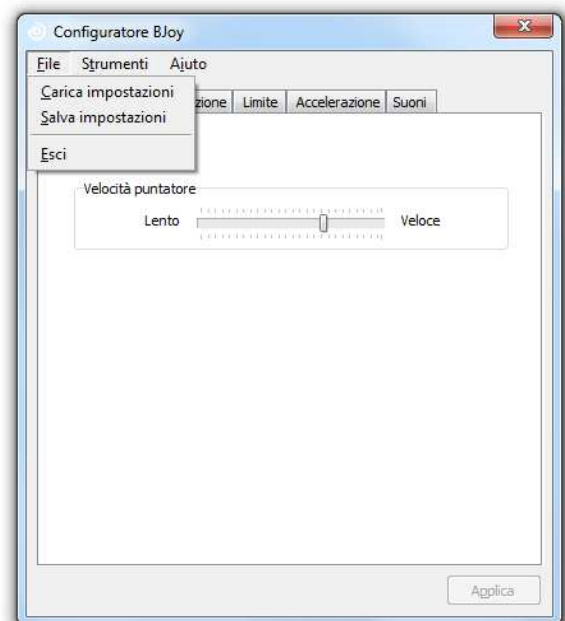 Configuratore BJoy
File Strumenti Aiuto
Carica impostazioni
Salva impostazioni
Esci
zione Limite Accelerazione Suoni
Velocità puntatore
Lento Veloce
Applica